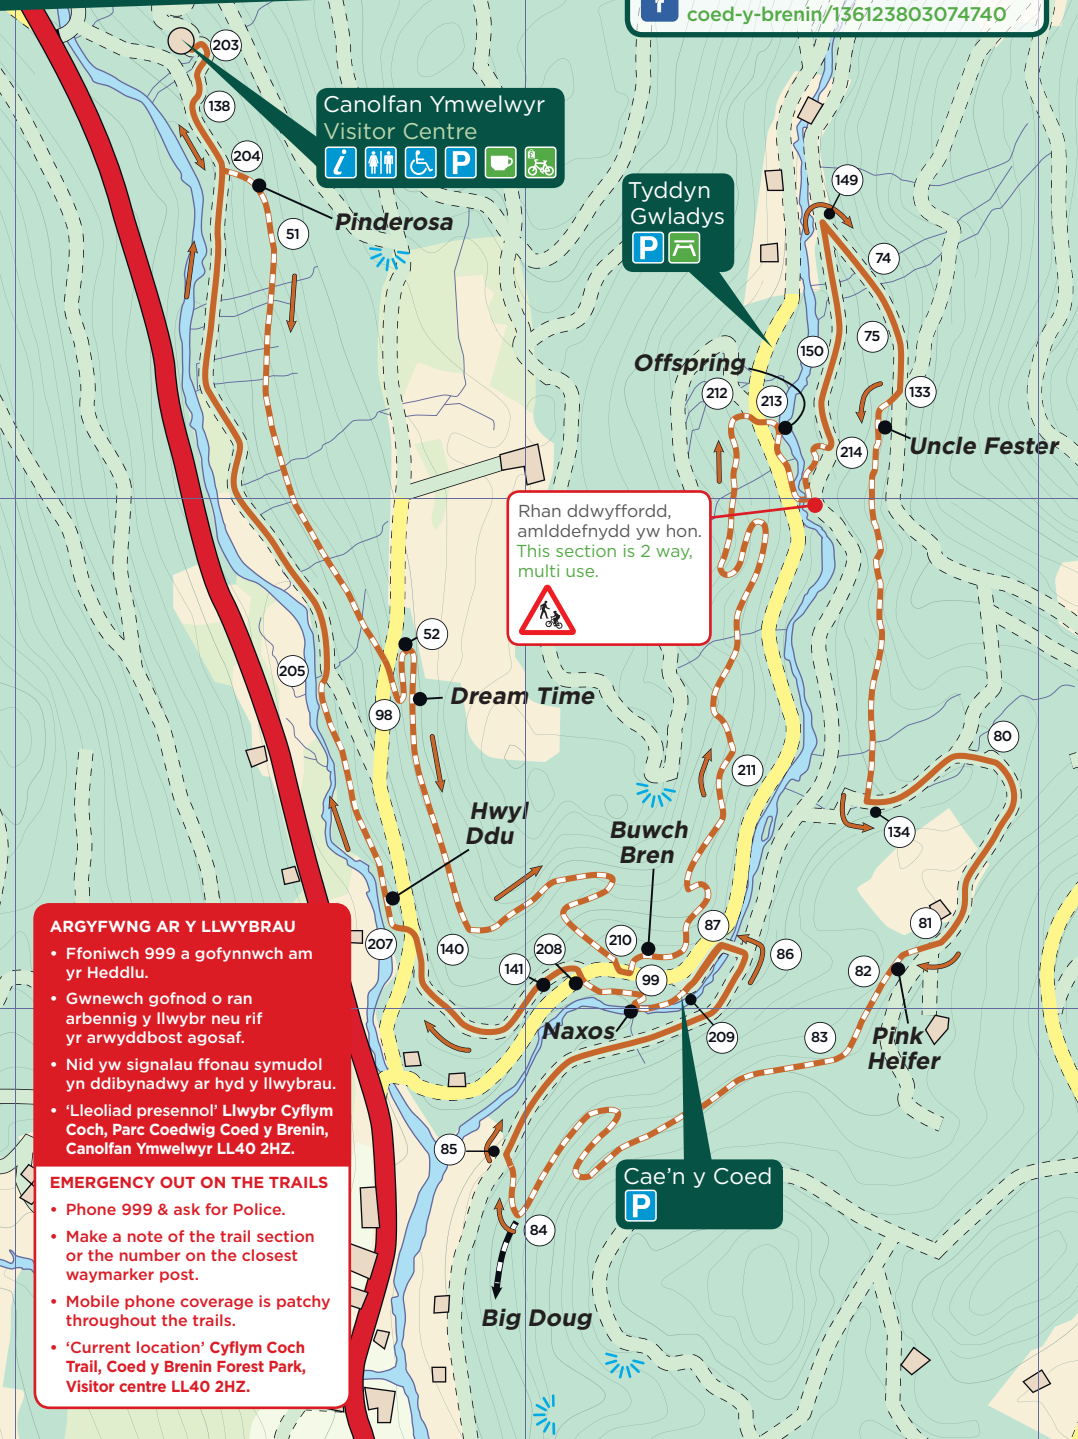 coed-y-brenin/136123803074740
203
138
Canolfan Ymwelwyr
Visitor Centre
i
P
204
Pinderosa
51
149
Tyddyn
Gwladys
P
74
75
150
Offspring
212
213
133
Uncle Fester
214
Rhan ddwyffordd,
amlddefnydd yw hon.
This section is 2 way,
multi use.
52
205
Dream Time
98
80
211
Hwyl
Ddu
Buwch
Bren
134
81
87
207
140
208
210
86
141
99
82
Naxos
209
83
Pink
Heifer
85
Cae'n y Coed
P
84
Big Doug
ARGYFWNG AR Y LLWYBRAU
• Ffoniwch 999 a gofynnwch am
yr Heddlu.
• Gwnewch gofnod o ran
arbennig y llwybr neu rif
yr arwyddbost agosaf.
• Nid yw signalau ffonau symudol
yn ddibynadwy ar hyd y llwybrau.
• ‘Lleoliad presennol’ Llwybr Cyflym
Coch, Parc Coedwig Coed y Brenin,
Canolfan Ymwelwyr LL40 2HZ.
EMERGENCY OUT ON THE TRAILS
• Phone 999 & ask for Police.
• Make a note of the trail section
or the number on the closest
waymarker post.
• Mobile phone coverage is patchy
throughout the trails.
• ‘Current location’ Cyflym Coch
Trail, Coed y Brenin Forest Park,
Visitor centre LL40 2HZ.